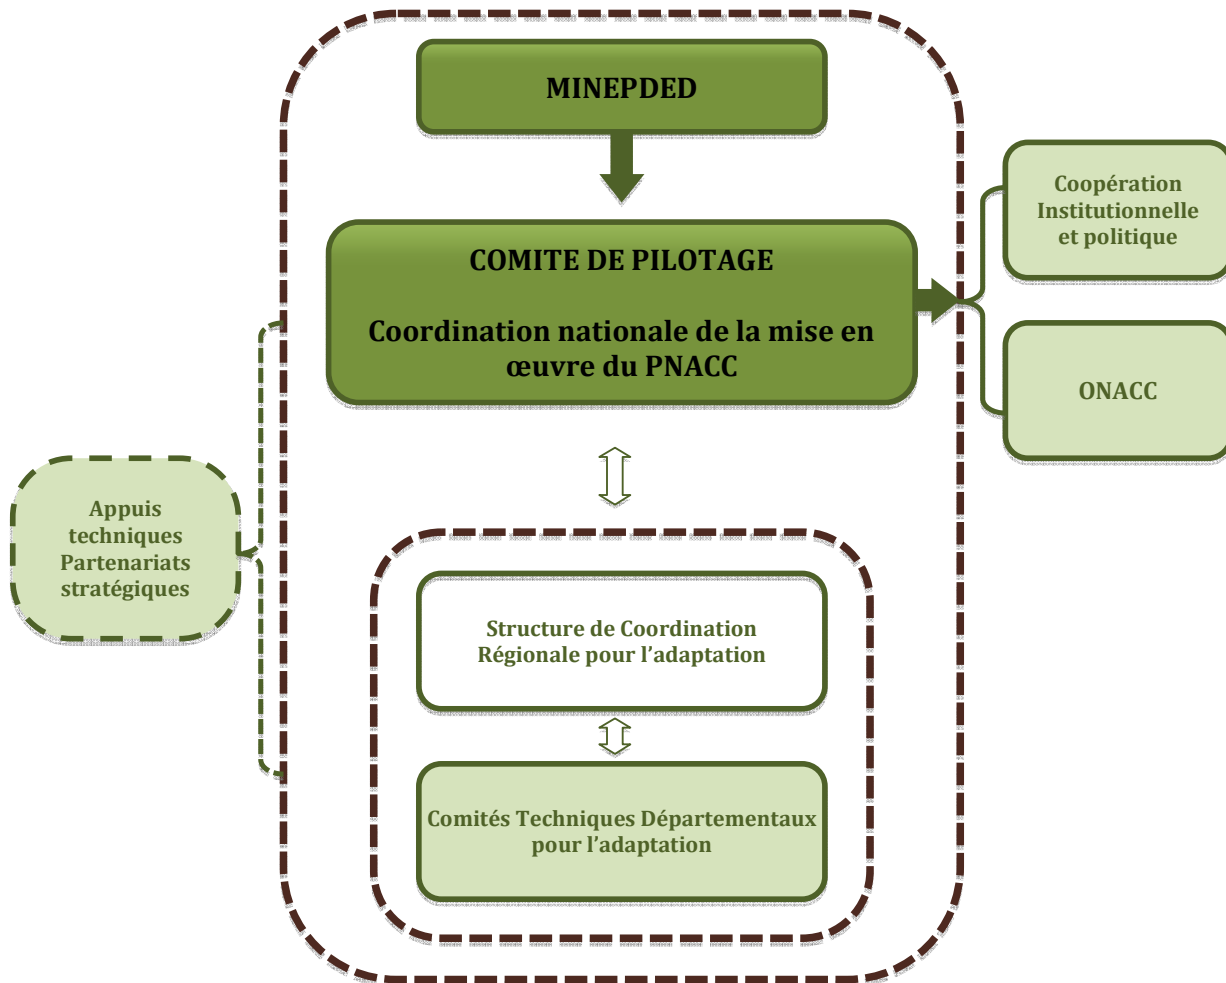 MINEPDED
COMITE DE PILOTAGE
Coordination nationale de la mise en
œuvre du PNACC
Coopération
Institutionnelle
et politique
ONACC
Appuis
techniques
Partenariats
stratégiques
Structure de Coordination
Régionale pour l’adaptation
Comités Techniques Départementaux
pour l’adaptation